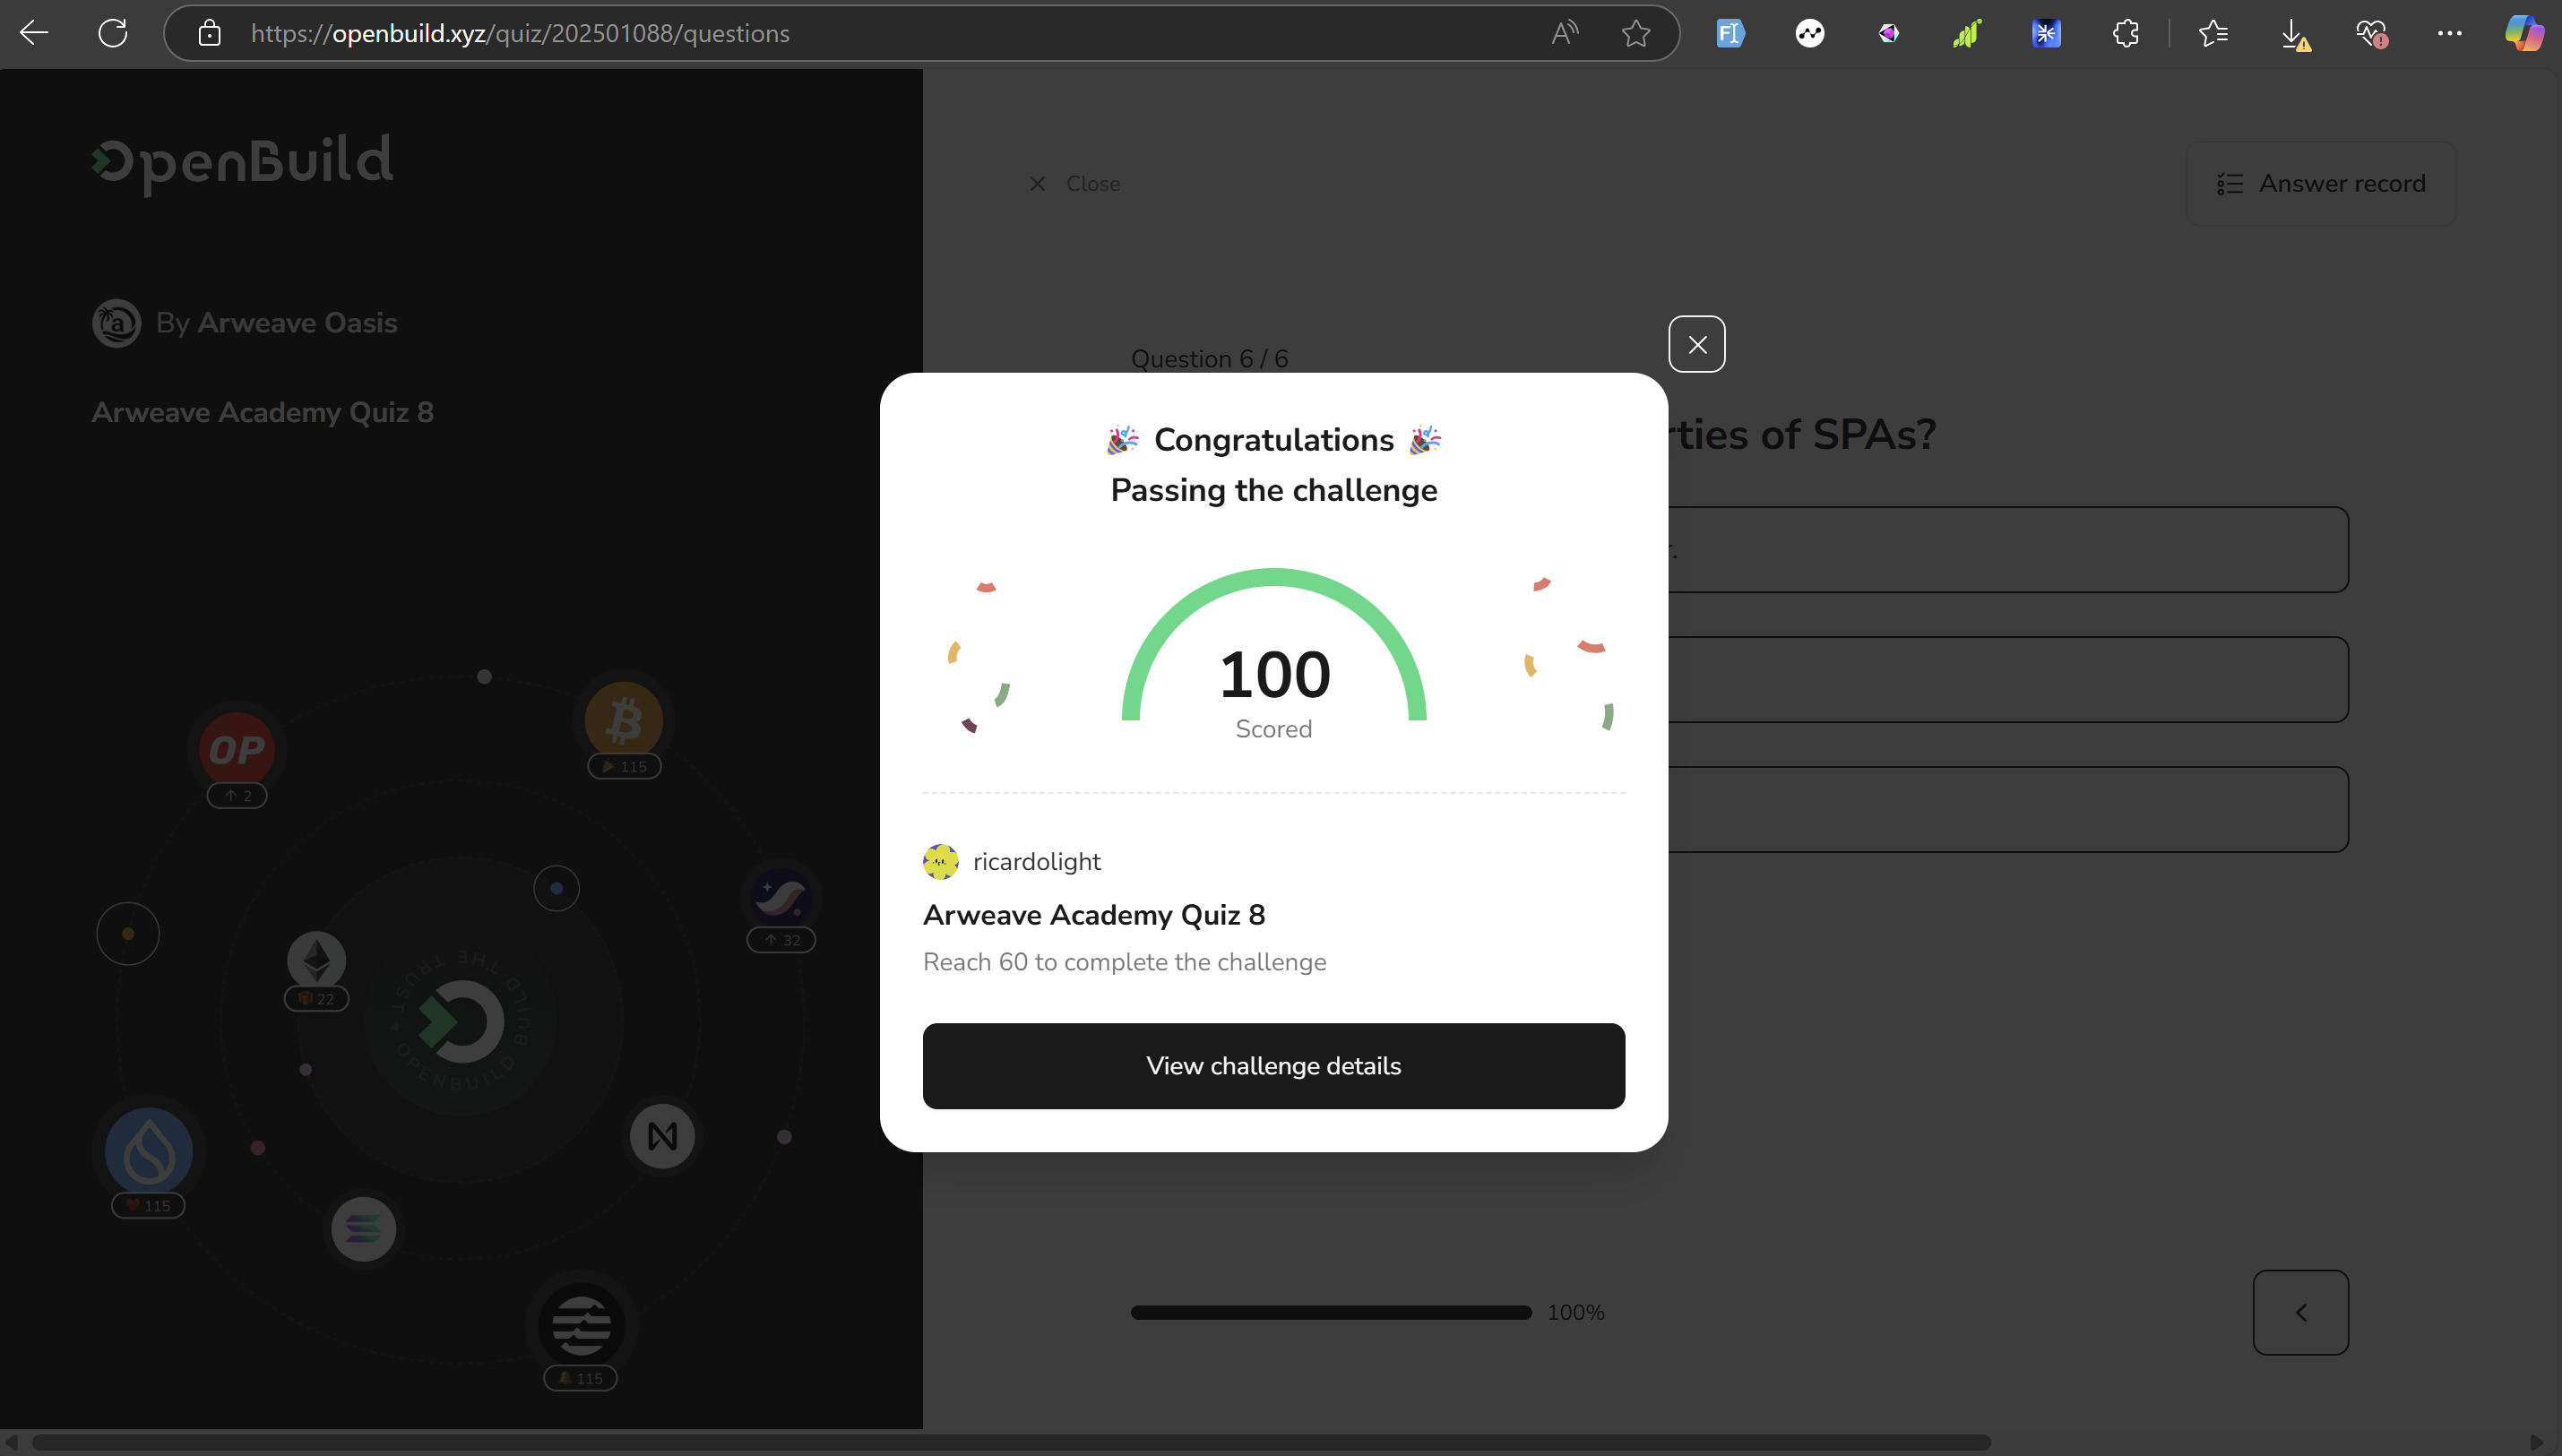 https://openbuild.xyz/quiz/202501088/questions
OpenBuild
By Arweave Oasis
Arweave Academy Quiz 8
OP
2
115
32
22
BUILD THE TRUST
OPENBUILD
115
115
Close
Answer record
Question 6 / 6
rties of SPAs?
r.
Congratulations
Passing the challenge
100
Scored
ricardolight
Arweave Academy Quiz 8
Reach 60 to complete the challenge
View challenge details
100%